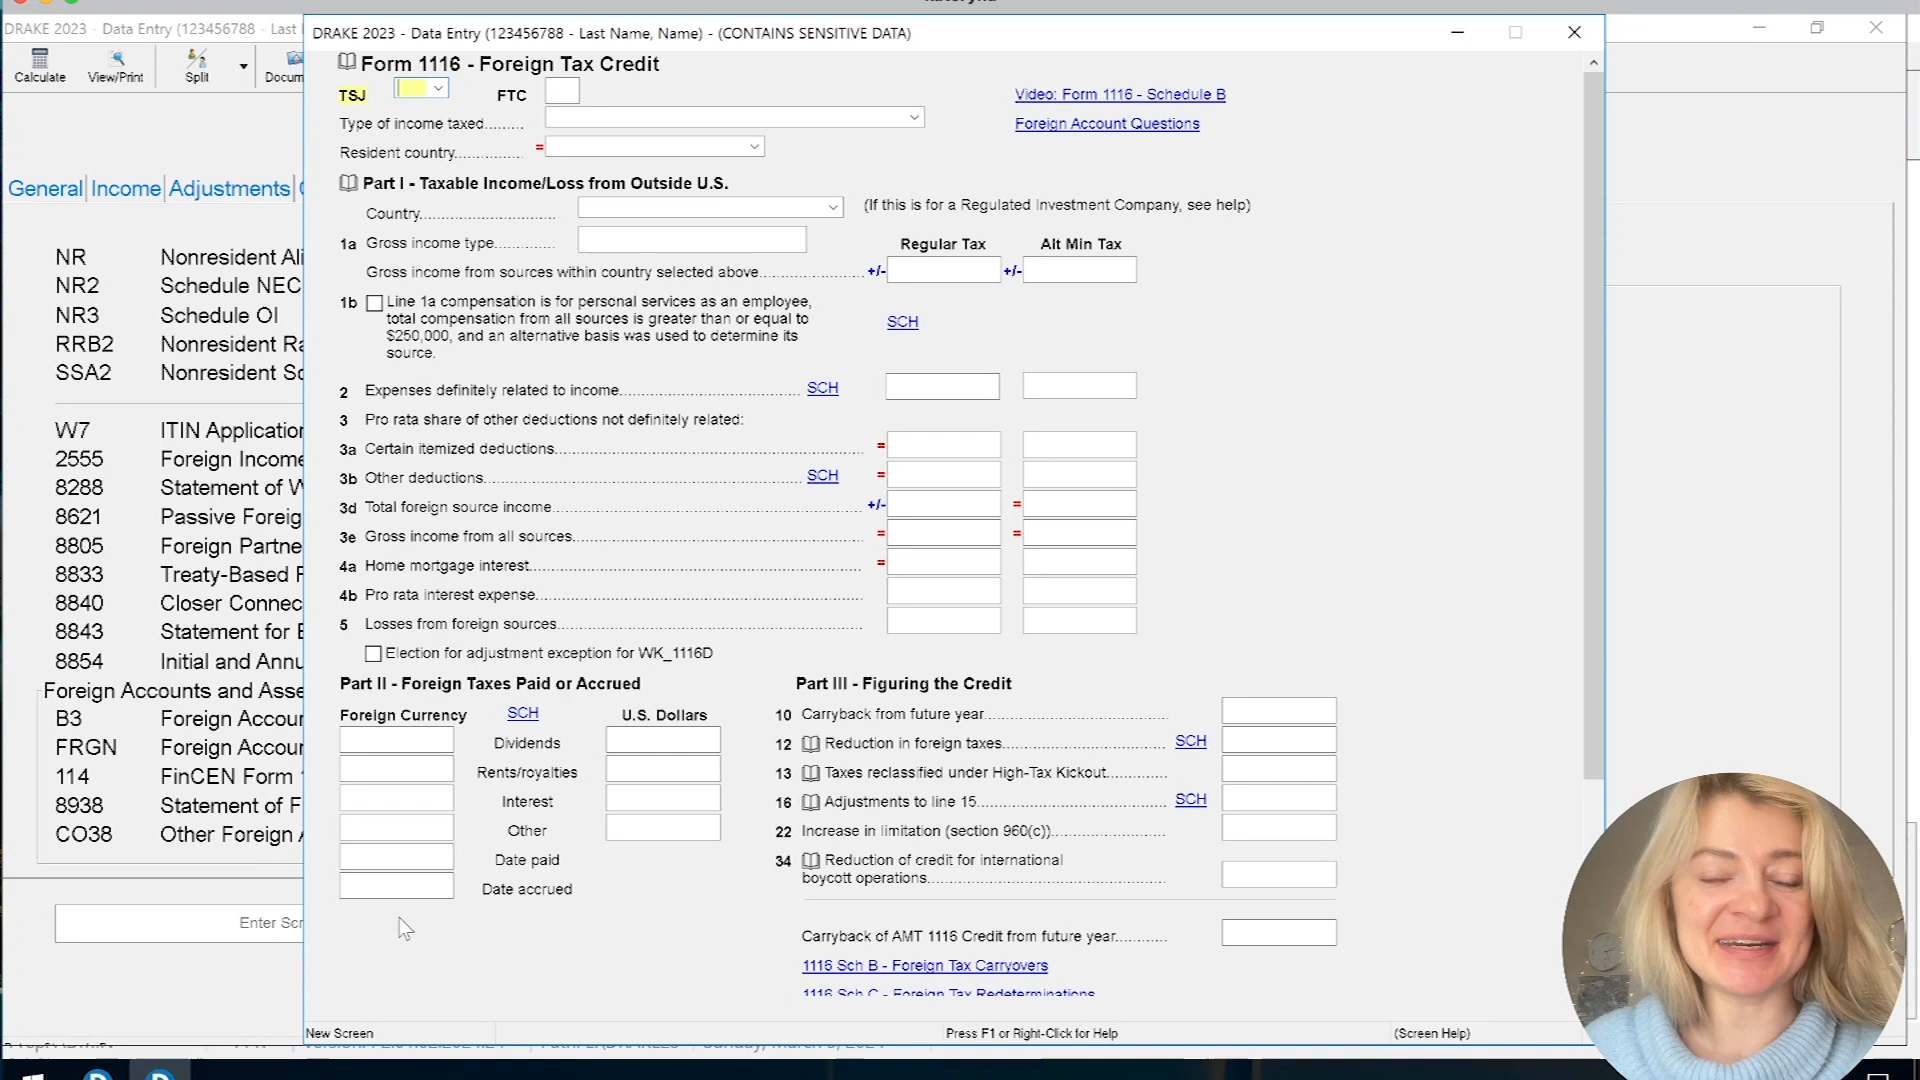 DRAKE 2023 - Data Entry (123456788 - Last
DRAKE 2023 - Data Entry (123456788 - Last Name, Name) - (CONTAINS SENSITIVE DATA)
Calculate
View/Print
Split
Docum
General
Income
Adjustments
NR Nonresident Ali
NR2 Schedule NEC
NR3 Schedule OI
RRB2 Nonresident Ra
SSA2 Nonresident So
W7 ITIN Application
2555 Foreign Income
8288 Statement of W
8621 Passive Foreig
8805 Foreign Partne
8833 Treaty-Based
8840 Closer Connec
8843 Statement for E
8854 Initial and Annu
Foreign Accounts and Asse
B3 Foreign Accour
FRGN Foreign Accour
114 FinCEN Form
8938 Statement of F
CO38 Other Foreign
Enter Scr
Form 1116 - Foreign Tax Credit
TSJ
FTC
Video: Form 1116 - Schedule B
Type of income taxed.........
Foreign Account Questions
Resident country............... =
Part I - Taxable Income/Loss from Outside U.S.
Country..............................
(If this is for a Regulated Investment Company, see help)
1a Gross income type.............
Regular Tax
Alt Min Tax
Gross income from sources within country selected above.......................... +/- +/-
1b Line 1a compensation is for personal services as an employee,
total compensation from all sources is greater than or equal to
$250,000, and an alternative basis was used to determine its
source.
SCH
2 Expenses definitely related to income............................................. SCH
3 Pro rata share of other deductions not definitely related:
3a Certain itemized deductions............................................................. =
3b Other deductions............................................................... SCH =
3d Total foreign source income............................................................. +/- =
3e Gross income from all sources......................................................... = =
4a Home mortgage interest................................................................... =
4b Pro rata interest expense.................................................................
5 Losses from foreign sources............................................................
Election for adjustment exception for WK_1116D
Part II - Foreign Taxes Paid or Accrued
Foreign Currency
SCH
U.S. Dollars
Dividends
Rents/royalties
Interest
Other
Date paid
Date accrued
Part III - Figuring the Credit
10 Carryback from future year.....................................
12 Reduction in foreign taxes................................. SCH
13 Taxes reclassified under High-Tax Kickout.............
16 Adjustments to line 15....................................... SCH
22 Increase in limitation (section 960(c))........................
34 Reduction of credit for international
boycott operations................................................
Carryback of AMT 1116 Credit from future year............
1116 Sch B - Foreign Tax Carryovers
1116 Sch C - Foreign Tax Redeterminations
New Screen
Press F1 or Right-Click for Help
(Screen Help)